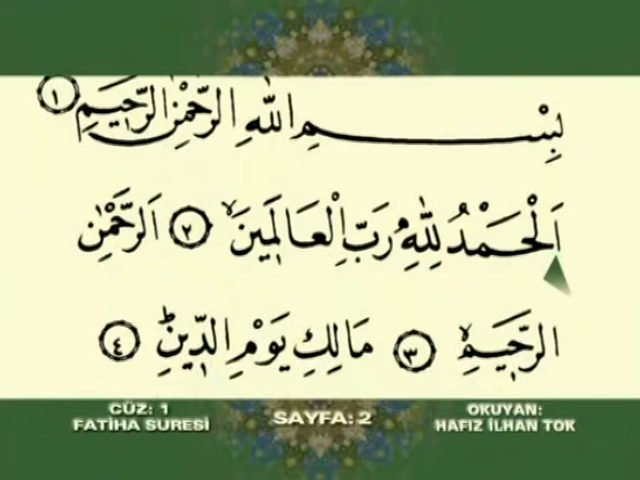 بِسْمِ اللّٰهِ الرَّحْمٰنِ الرَّحٖيمِ ١
اَلْحَمْدُ لِلّٰهِ رَبِّ الْعَالَمٖينَۙ ٢ اَلرَّحْمٰنِ
الرَّحٖيمِۙ ٣ مَالِكِ يَوْمِ الدّٖينِؕ ٤
CÜZ: 1
FATİHA SURESİ
SAYFA: 2
OKUYAN:
HAFIZ İLHAN TOK